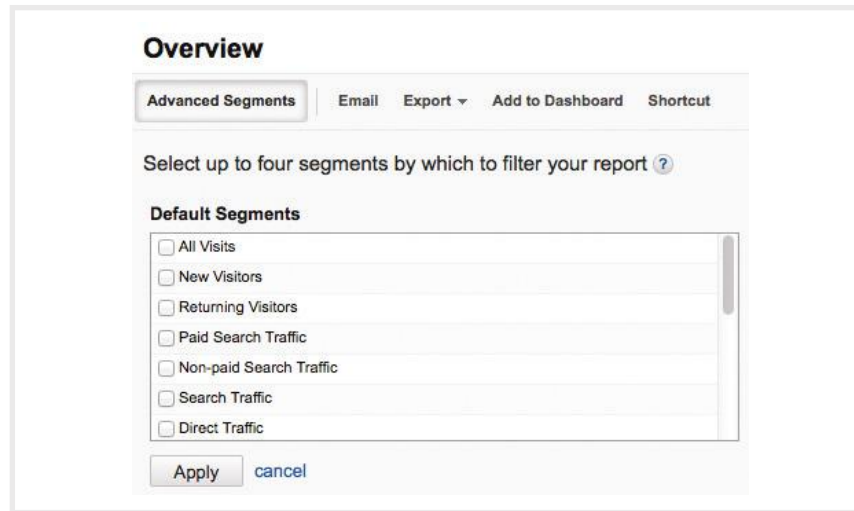 Overview
Advanced Segments Email Export Add to Dashboard Shortcut
Select up to four segments by which to filter your report ?
Default Segments
All Visits
New Visitors
Returning Visitors
Paid Search Traffic
Non-paid Search Traffic
Search Traffic
Direct Traffic
Apply cancel